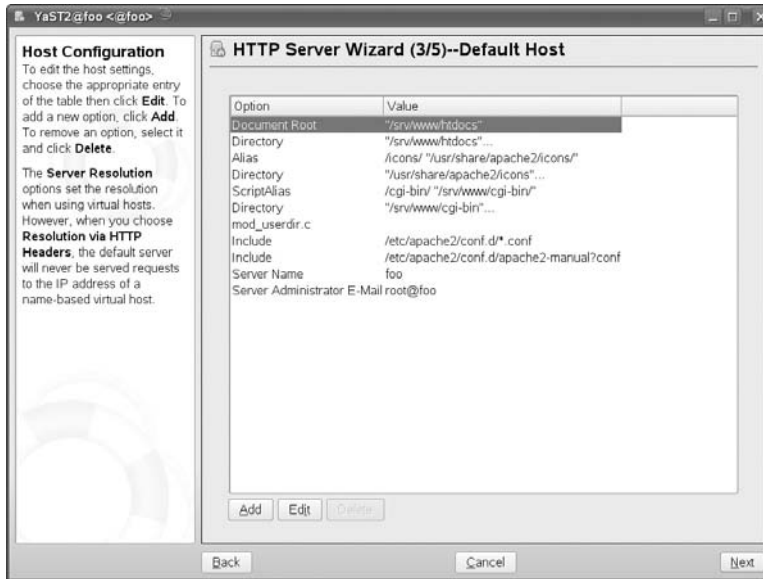 YaST2@foo <@foo>
Host Configuration
To edit the host settings,
choose the appropriate entry
of the table then click Edit. To
add a new option, click Add.
To remove an option, select it
and click Delete.
The Server Resolution
options set the resolution
when using virtual hosts.
However, when you choose
Resolution via HTTP
Headers, the default server
will never be served requests
to the IP address of a
name-based virtual host.
HTTP Server Wizard (3/5)--Default Host
Option Value
Document Root "/srv/www/htdocs"
Directory "/srv/www/htdocs"...
Alias /icons/ "/usr/share/apache2/icons/"
Directory "/usr/share/apache2/icons"...
ScriptAlias /cgi-bin/ "/srv/www/cgi-bin/"
Directory "/srv/www/cgi-bin"...
mod_userdir.c
Include /etc/apache2/conf.d/*.conf
Include /etc/apache2/conf.d/apache2-manual?conf
Server Name foo
Server Administrator E-Mail root@foo
Add Edit Delete
Back Cancel Next